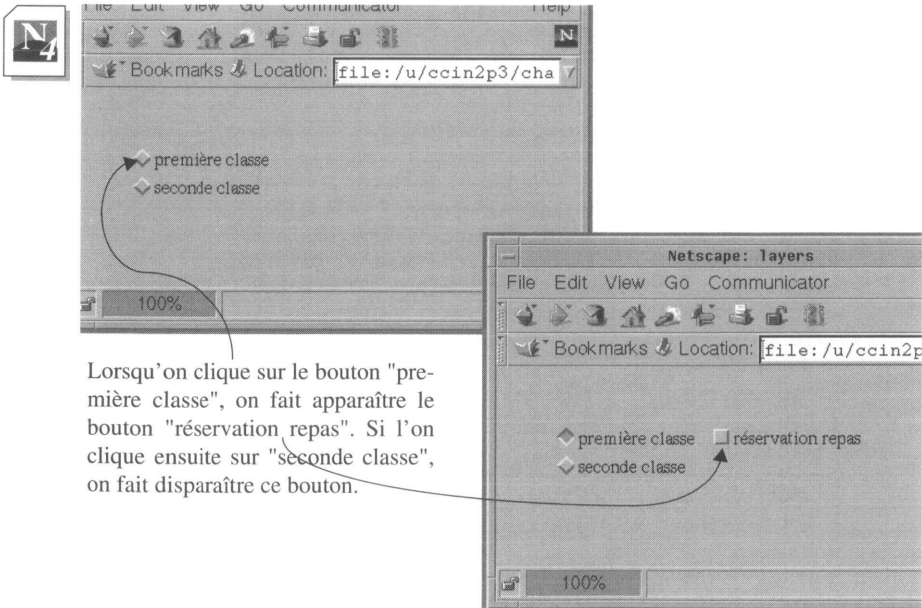 N
4
File Edit View Go Communicator Help
N
Bookmarks Location: file:/u/ccin2p3/cha
première classe
seconde classe
100%
Lorsqu'on clique sur le bouton "pre-
mière classe", on fait apparaître le
bouton "réservation repas". Si l'on
clique ensuite sur "seconde classe",
on fait disparaître ce bouton.
Netscape: layers
File Edit View Go Communicator
Bookmarks Location: file:/u/ccin2p
première classe réservation repas
seconde classe
100%